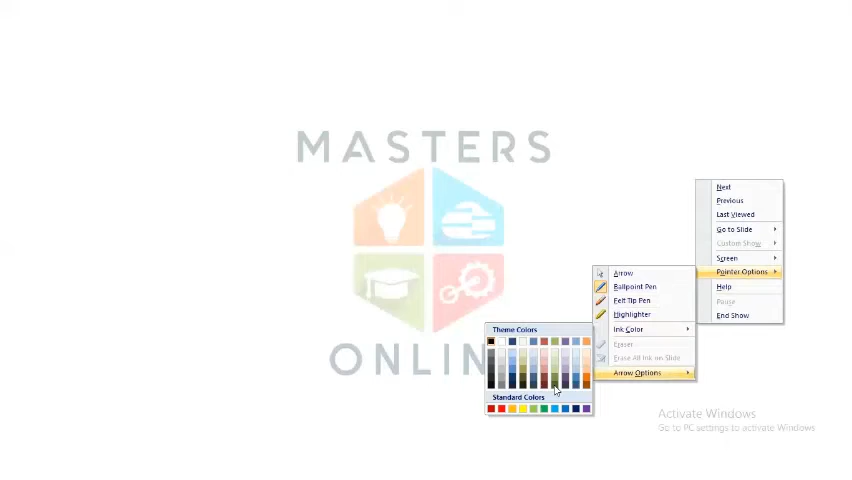 MASTERS
Next
Previous
Last Viewed
Go to Slide
Custom Show
Screen
Pointer Options
Help
Pause
End Show
Arrow
Ballpoint Pen
Felt Tip Pen
Highlighter
Ink Color
Eraser
Erase All Ink on Slide
Arrow Options
Theme Colors
Standard Colors
ONLIN
Activate Windows
Go to PC settings to activate Windows